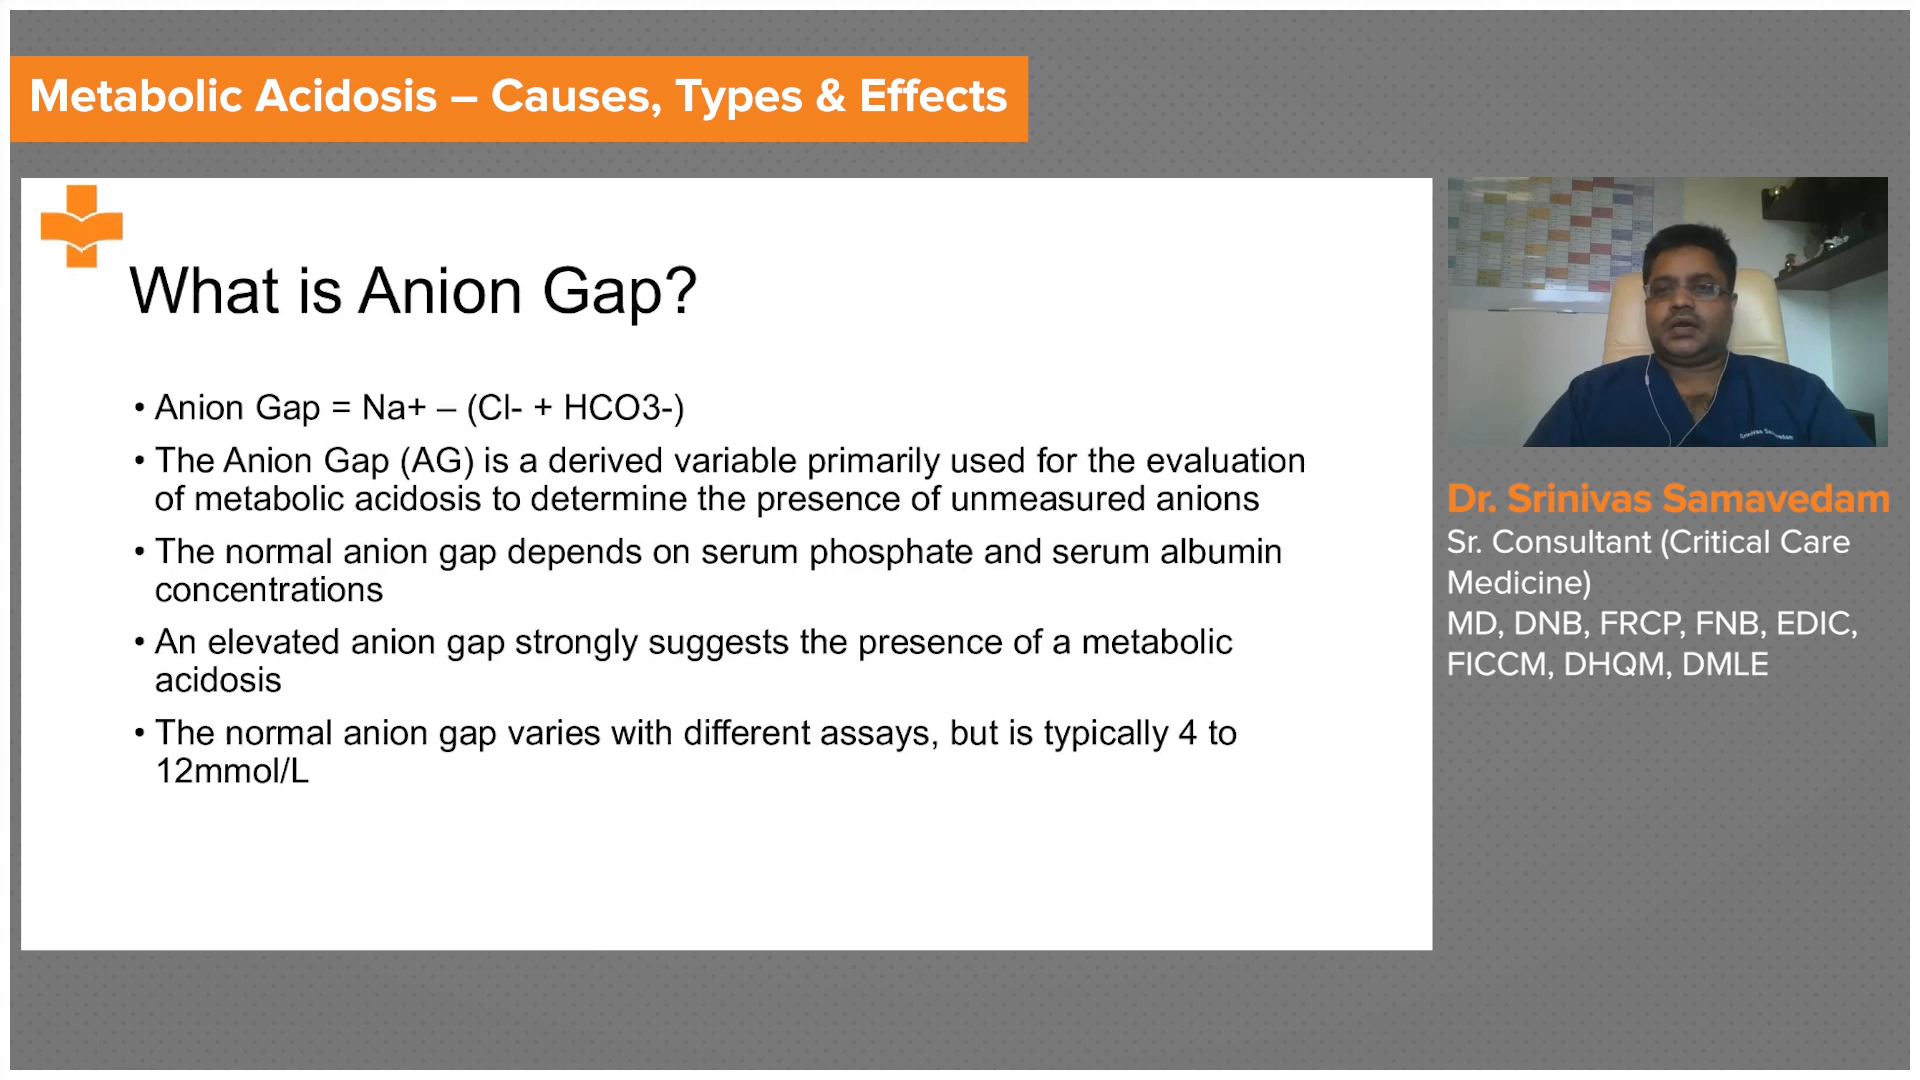 Metabolic Acidosis – Causes, Types & Effects
What is Anion Gap?
• Anion Gap = Na+ – (Cl- + HCO3-)
• The Anion Gap (AG) is a derived variable primarily used for the evaluation
of metabolic acidosis to determine the presence of unmeasured anions
• The normal anion gap depends on serum phosphate and serum albumin
concentrations
• An elevated anion gap strongly suggests the presence of a metabolic
acidosis
• The normal anion gap varies with different assays, but is typically 4 to
12mmol/L
Srinivas Samavedam
Dr. Srinivas Samavedam
Sr. Consultant (Critical Care
Medicine)
MD, DNB, FRCP, FNB, EDIC,
FICCM, DHQM, DMLE